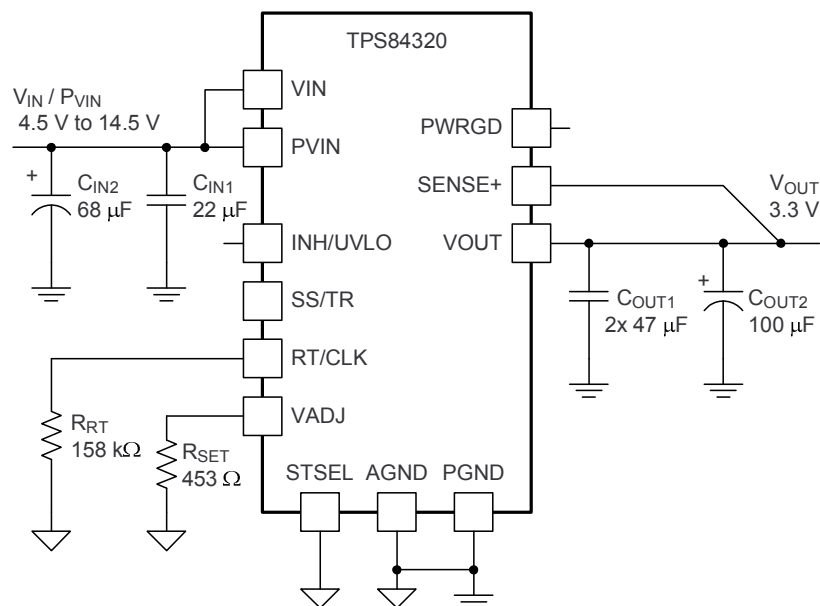 TPS84320
VIN
V_IN / P_VIN
4.5 V to 14.5 V
PWRGD
PVIN
+
C_IN2
68 μF
C_IN1
22 μF
SENSE+
V_OUT
3.3 V
INH/UVLO
VOUT
+
C_OUT1
2x 47 μF
C_OUT2
100 μF
SS/TR
RT/CLK
VADJ
R_RT
158 kΩ
R_SET
453 Ω
STSEL
AGND
PGND